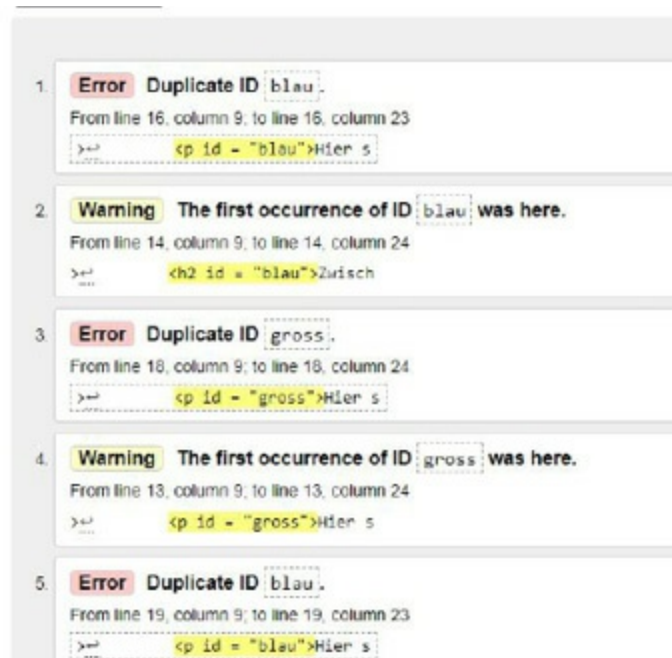 1. Error Duplicate ID blau.
From line 16, column 9; to line 16, column 23
>↩ <p id = "blau">Hier s
2. Warning The first occurrence of ID blau was here.
From line 14, column 9; to line 14, column 24
>↩ <h2 id = "blau">Zwisch
3. Error Duplicate ID gross.
From line 18, column 9; to line 18, column 24
>↩ <p id = "gross">Hier s
4. Warning The first occurrence of ID gross was here.
From line 13, column 9; to line 13, column 24
>↩ <p id = "gross">Hier s
5. Error Duplicate ID blau.
From line 19, column 9; to line 19, column 23
>↩ <p id = "blau">Hier s